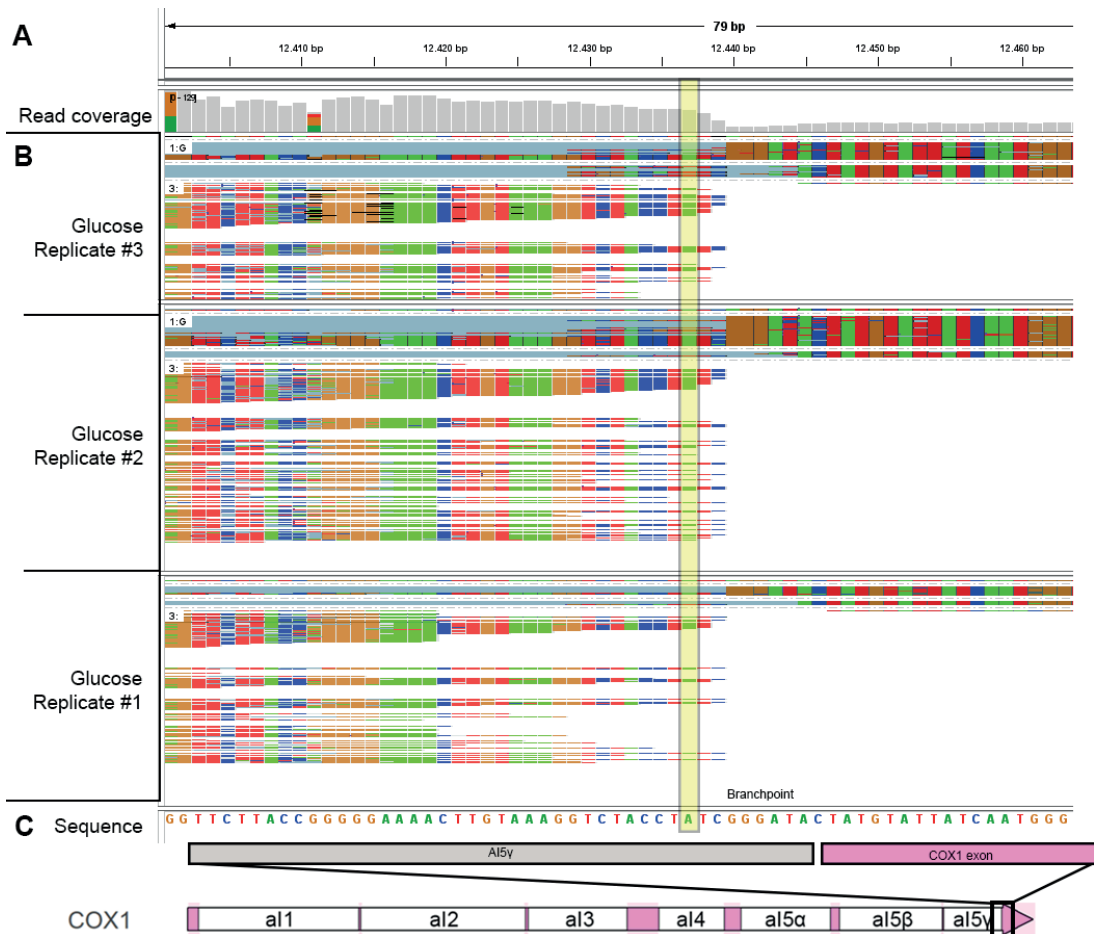 A
79 bp
12.410 bp 12.420 bp 12.430 bp 12.440 bp 12.450 bp 12.460 bp
Read coverage
[0 - 129]
B
1:G
3:
Glucose
Replicate #3
1:G
3:
Glucose
Replicate #2
3:
Glucose
Replicate #1
Branchpoint
C
Sequence
G G T T C T T A C C G G G G G A A A A C T T G T A A A G G T C T A C C T A T C G G G A T A C T A T G T A T T A T C A A T G G G
AI5γ
COX1 exon
COX1
aI1 aI2 aI3 aI4 aI5α aI5β aI5γ